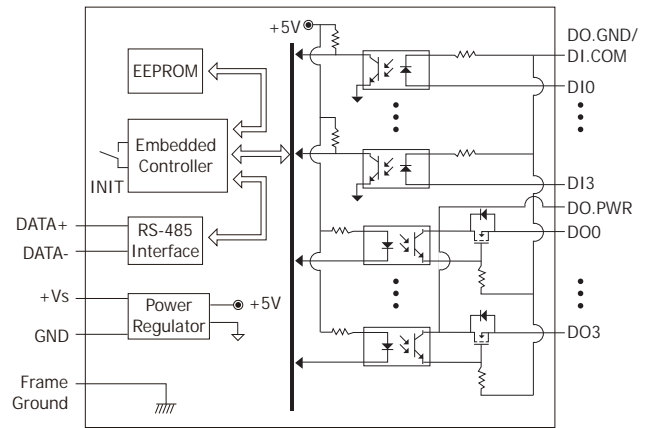 +5V
DO.GND/
DI.COM
EEPROM
DI0
Embedded
Controller
INIT
DI3
DO.PWR
DATA+
DATA-
RS-485
Interface
DO0
+Vs
GND
Power
Regulator
+5V
DO3
Frame
Ground